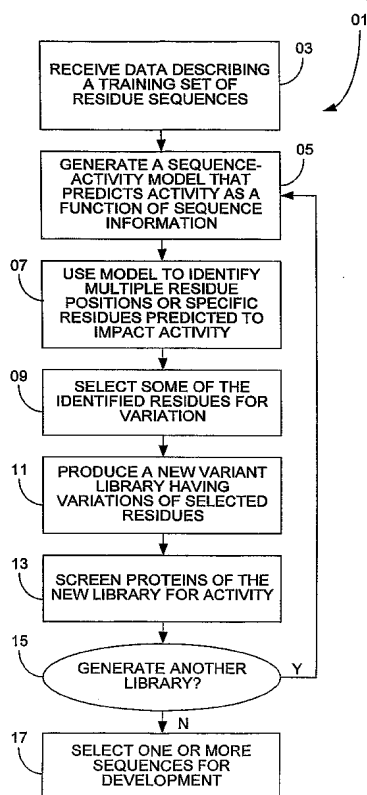 01
03
RECEIVE DATA DESCRIBING
A TRAINING SET OF
RESIDUE SEQUENCES
05
GENERATE A SEQUENCE-
ACTIVITY MODEL THAT
PREDICTS ACTIVITY AS A
FUNCTION OF SEQUENCE
INFORMATION
07
USE MODEL TO IDENTIFY
MULTIPLE RESIDUE
POSITIONS OR SPECIFIC
RESIDUES PREDICTED TO
IMPACT ACTIVITY
09
SELECT SOME OF THE
IDENTIFIED RESIDUES FOR
VARIATION
11
PRODUCE A NEW VARIANT
LIBRARY HAVING
VARIATIONS OF SELECTED
RESIDUES
13
SCREEN PROTEINS OF THE
NEW LIBRARY FOR ACTIVITY
15
GENERATE ANOTHER
LIBRARY?
Y
N
17
SELECT ONE OR MORE
SEQUENCES FOR
DEVELOPMENT